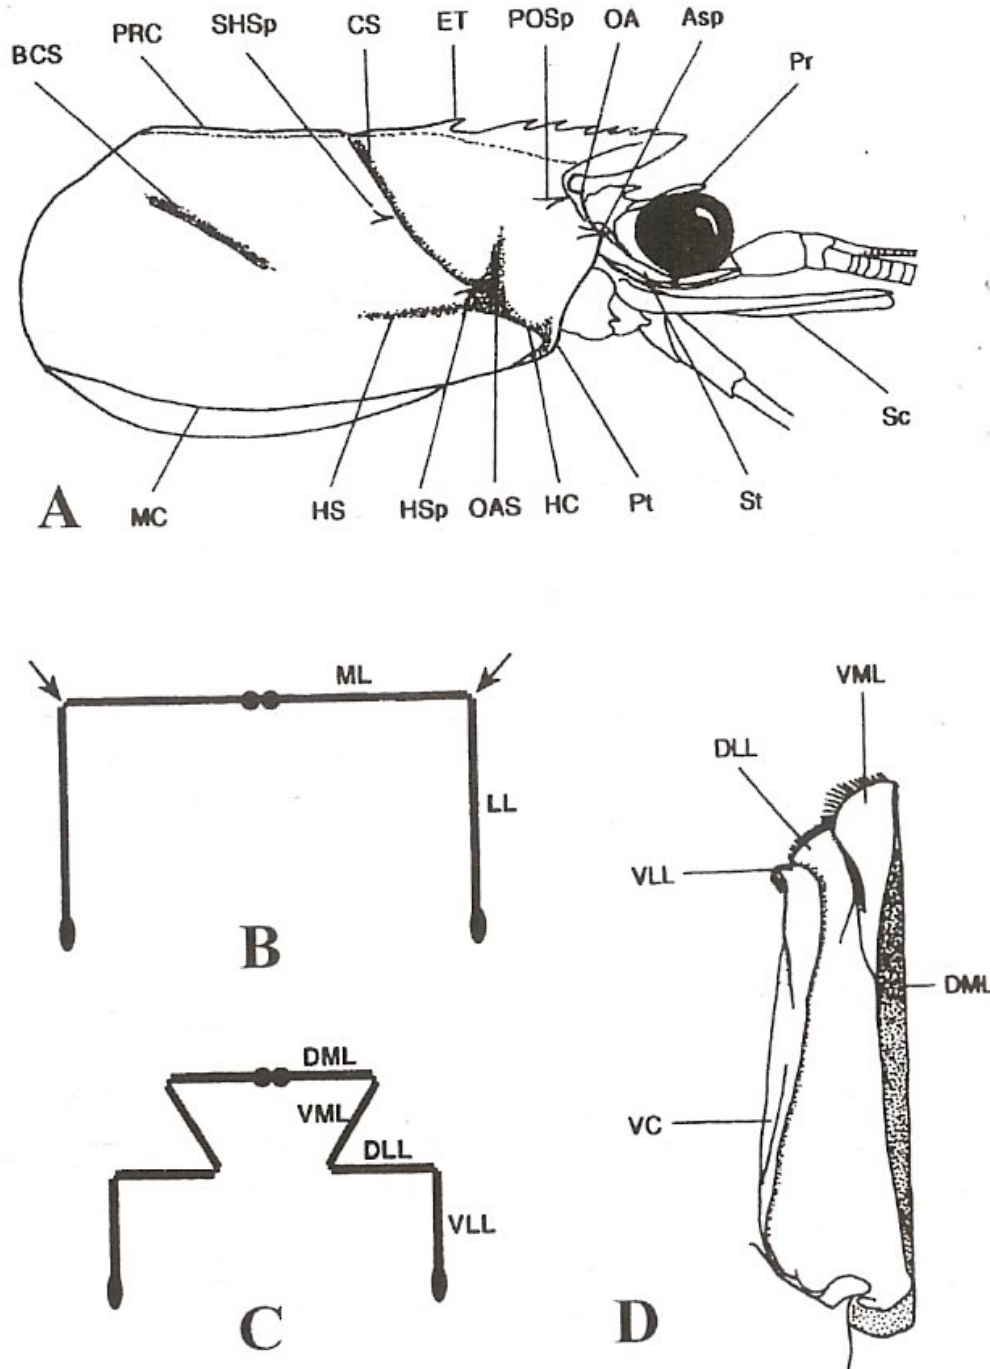 BCS PRC SHSp CS ET POSp OA Asp Pr
A MC HS HSp OAS HC Pt St Sc
ML
LL
B
DML
VML
DLL
VLL
C
VML
DLL
VLL
DML
VC
D